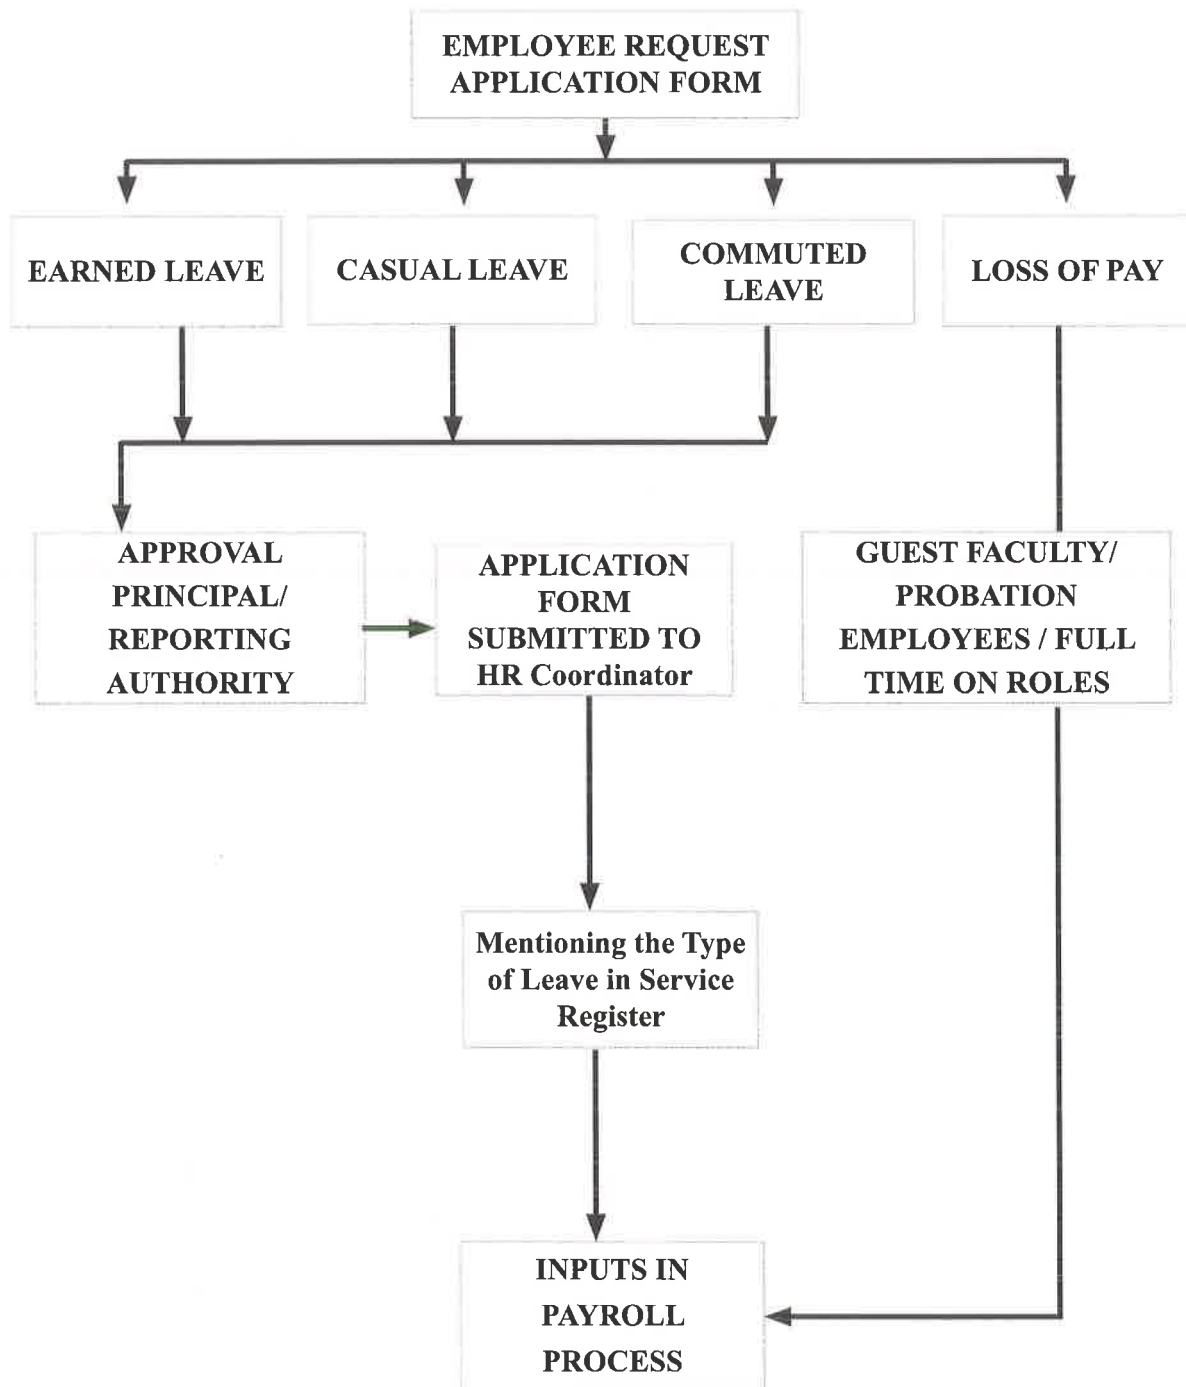 EMPLOYEE REQUEST
APPLICATION FORM
EARNED LEAVE
CASUAL LEAVE
COMMUTED
LEAVE
LOSS OF PAY
APPROVAL
PRINCIPAL/
REPORTING
AUTHORITY
APPLICATION
FORM
SUBMITTED TO
HR Coordinator
GUEST FACULTY/
PROBATION
EMPLOYEES / FULL
TIME ON ROLES
Mentioning the Type
of Leave in Service
Register
INPUTS IN
PAYROLL
PROCESS